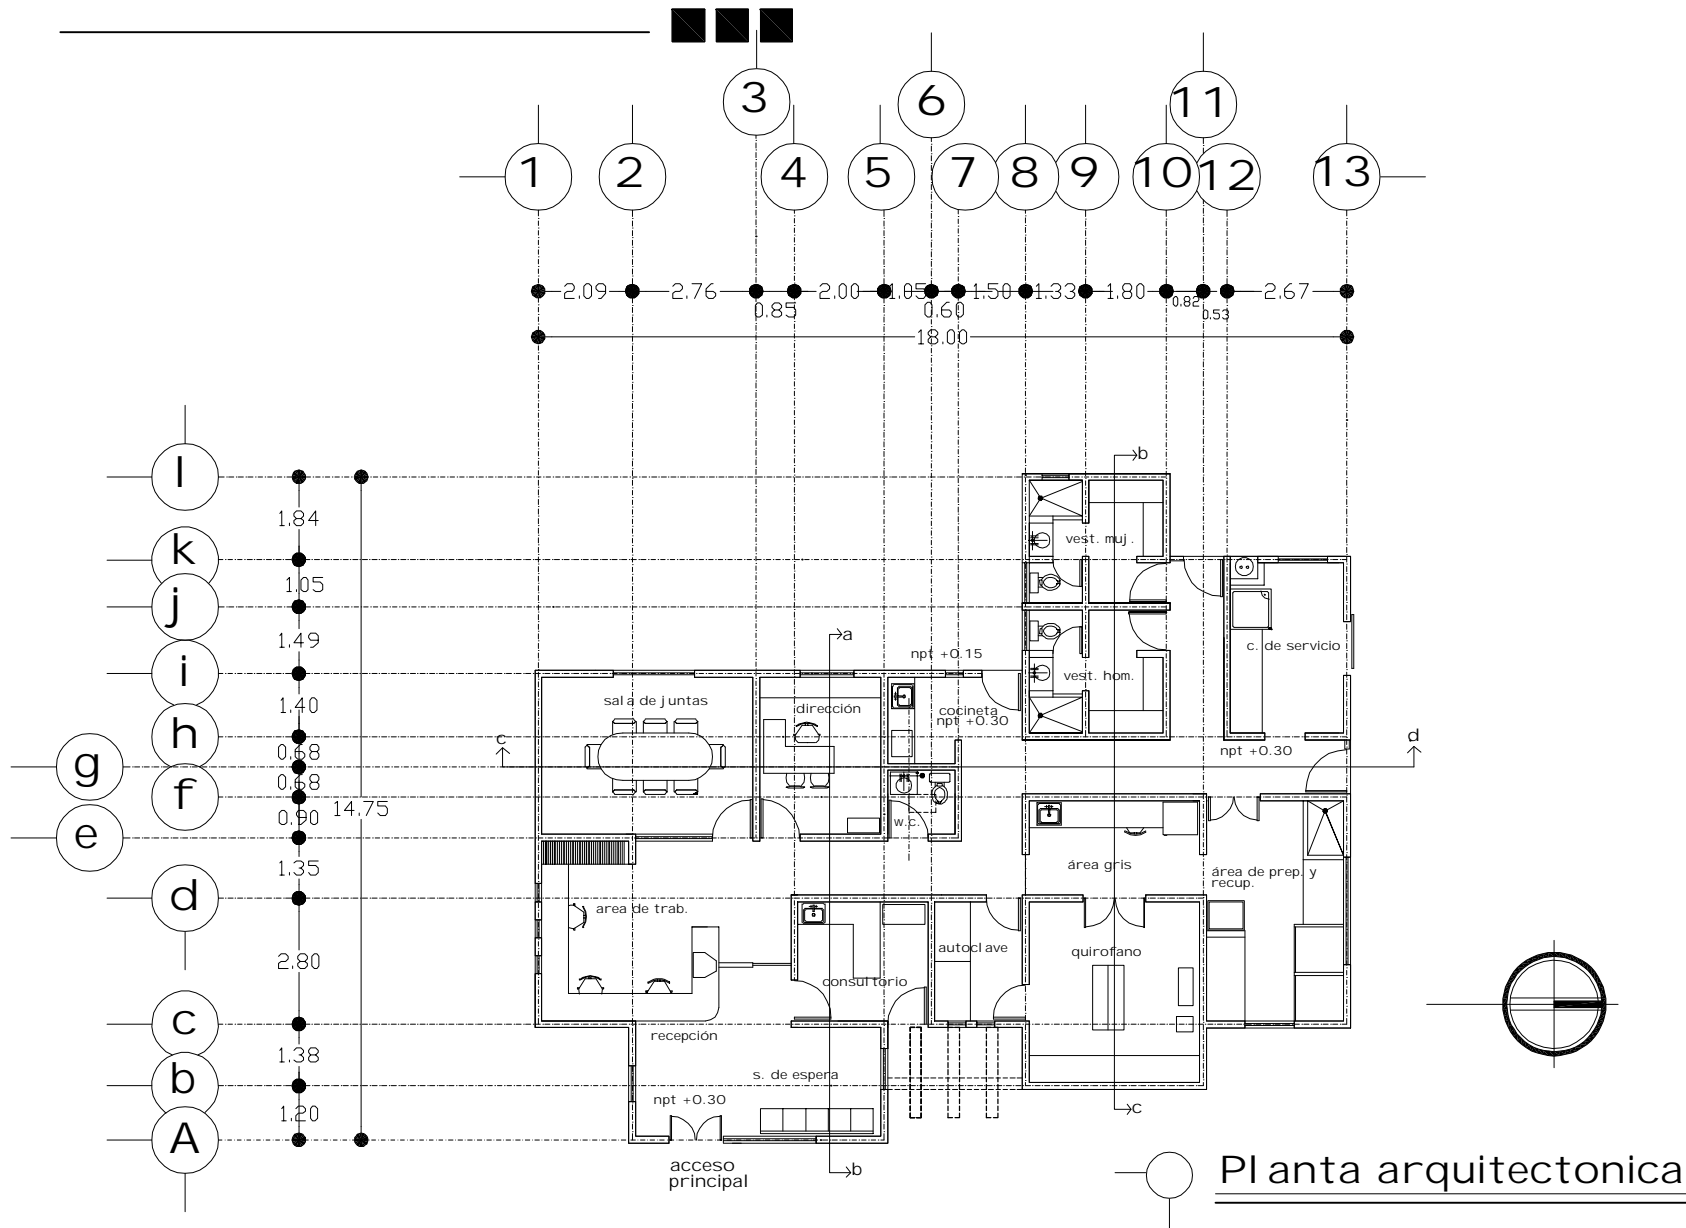 3
6
11
1
2
4
5
7
8
9
10
12
13
2.09
2.76
0.85
2.00
1.05
0.60
1.50
1.33
1.80
0.82
0.53
2.67
18.00
l
k
j
i
h
g
f
e
d
c
b
A
1.84
1.05
1.49
1.40
0.68
0.68
0.90
1.35
2.80
1.38
1.20
14.75
b
vest. muj.
a
npt +0.15
c. de servicio
vest. hom.
sala de juntas
dirección
cocineta
npt +0.30
c
d
npt +0.30
w.c.
área gris
área de prep. y
recup.
area de trab.
autoclave
quirofano
consultorio
recepción
s. de espera
npt +0.30
c
acceso
principal
b
Planta arquitectonica